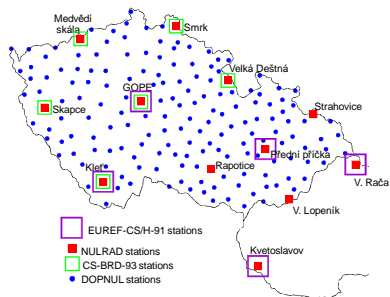 Medvědí
skála
Smrk
Velká Deštná
GOPE
Skapce
Strahovice
Přední příčka
Kleť
Rapotice
V. Rača
V. Lopeník
Kvetoslavov
EUREF-CS/H-91 stations
NULRAD stations
CS-BRD-93 stations
DOPNUL stations